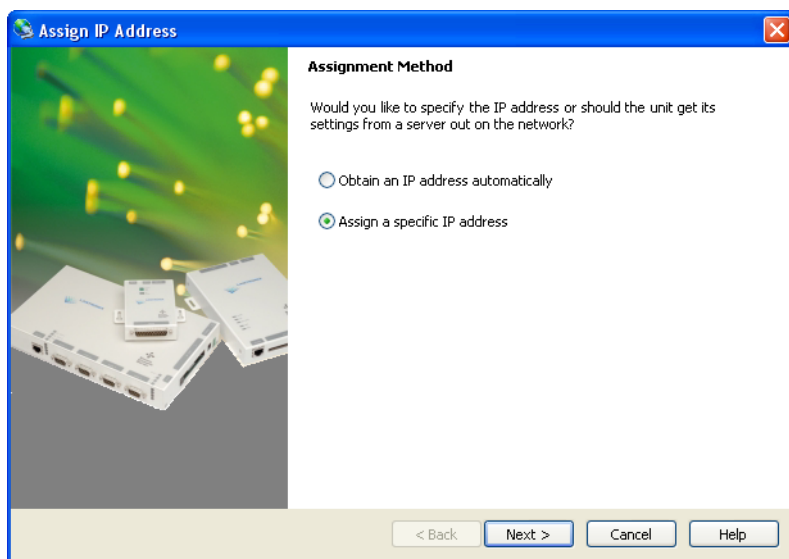 Assign IP Address
Assignment Method
Would you like to specify the IP address or should the unit get its
settings from a server out on the network?
Obtain an IP address automatically
Assign a specific IP address
< Back
Next >
Cancel
Help